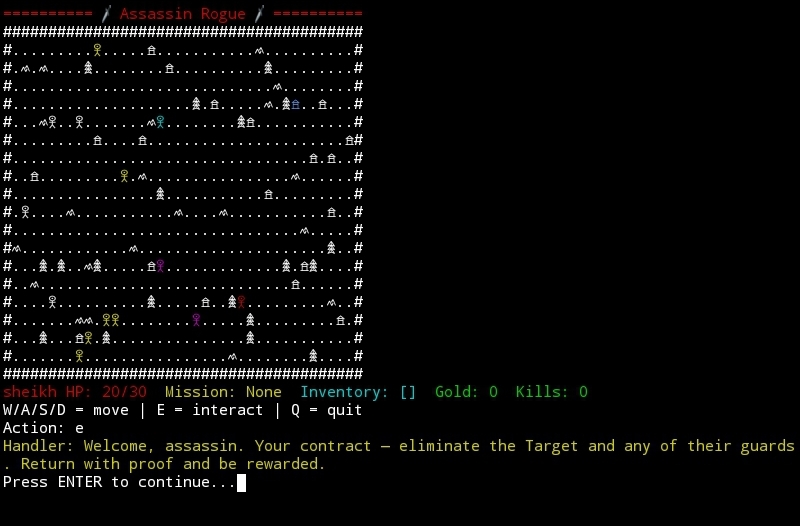 ========== 🗡 Assassin Rogue 🗡 ==========
sheikh HP: 20/30  Mission: None  Inventory: []  Gold: 0  Kills: 0
W/A/S/D = move | E = interact | Q = quit
Action: e
Handler: Welcome, assassin. Your contract — eliminate the Target and any of their guards
. Return with proof and be rewarded.
Press ENTER to continue...